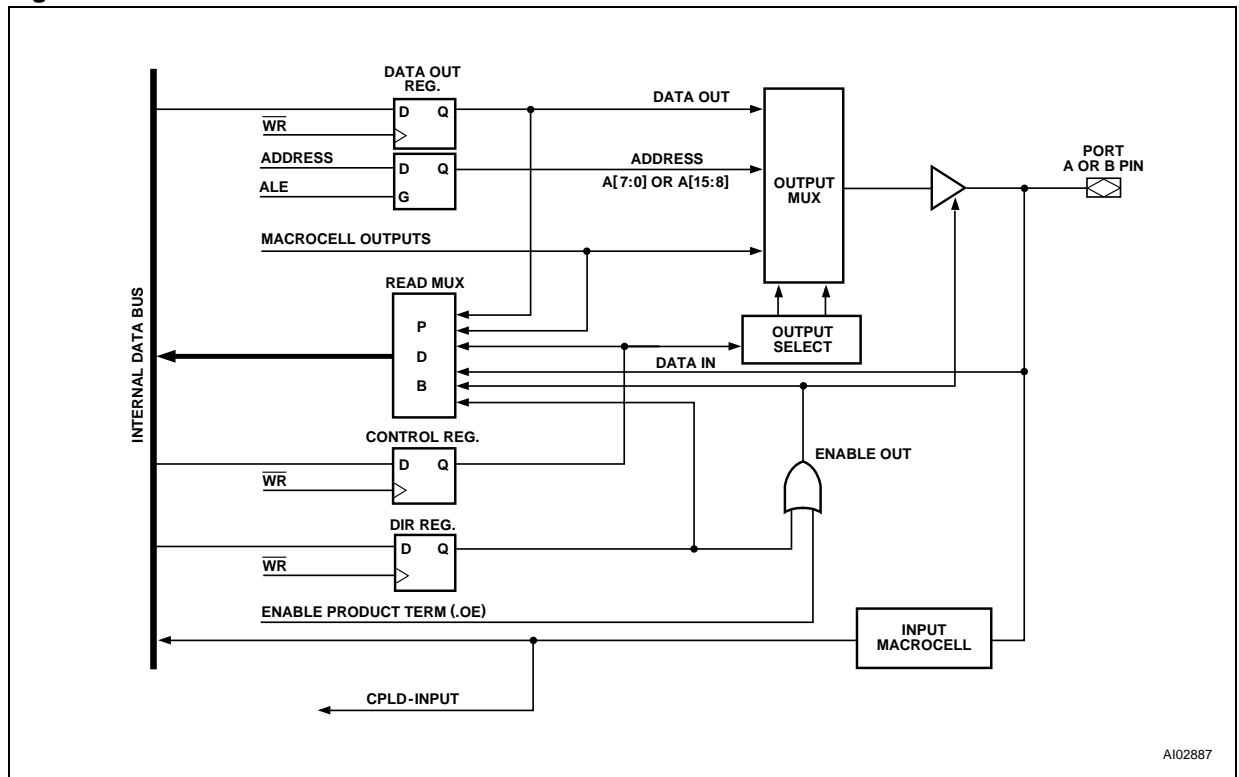 DATA OUT
REG.
D Q
WR
DATA OUT
ADDRESS
ALE
D Q
G
ADDRESS
A[7:0] OR A[15:8]
OUTPUT
MUX
PORT
A OR B PIN
MACROCELL OUTPUTS
READ MUX
P
D
B
OUTPUT
SELECT
DATA IN
INTERNAL DATA BUS
CONTROL REG.
D Q
WR
ENABLE OUT
DIR REG.
D Q
WR
ENABLE PRODUCT TERM (.OE)
INPUT
MACROCELL
CPLD-INPUT
AI02887